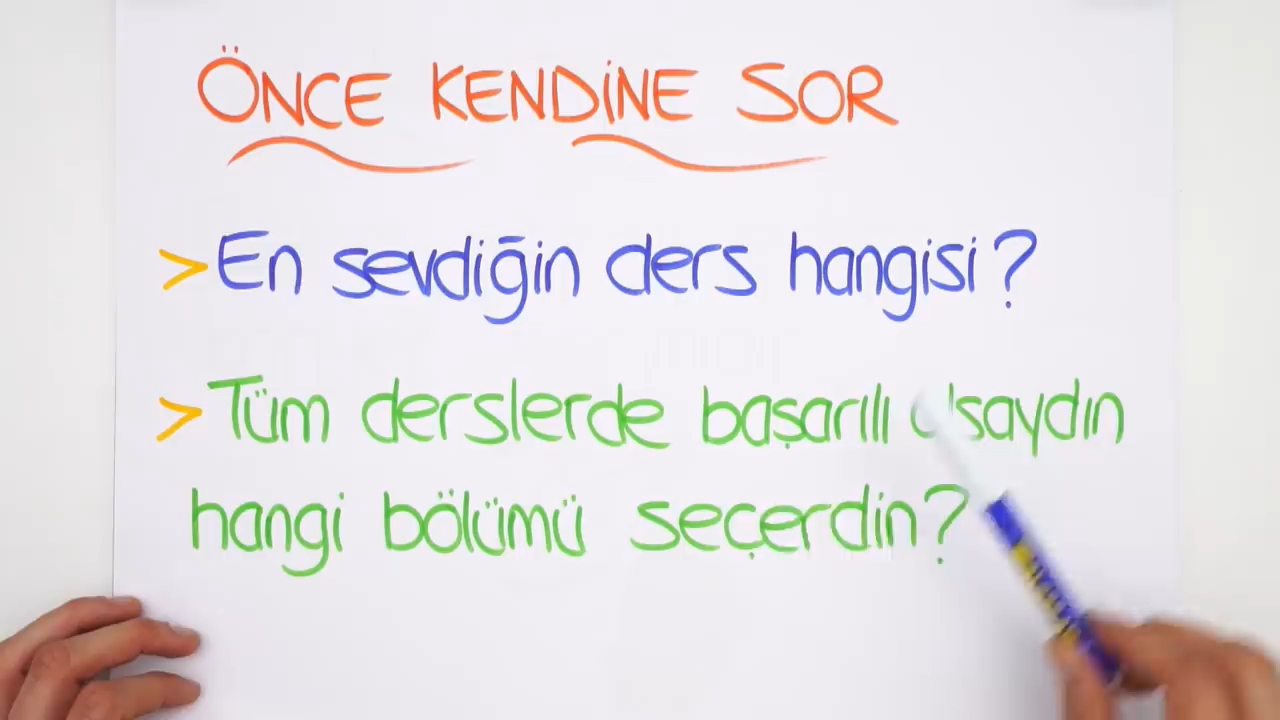 ÖNCE KENDİNE SOR
> En sevdiğin ders hangisi?
> Tüm derslerde başarılı olsaydın
hangi bölümü seçerdin?